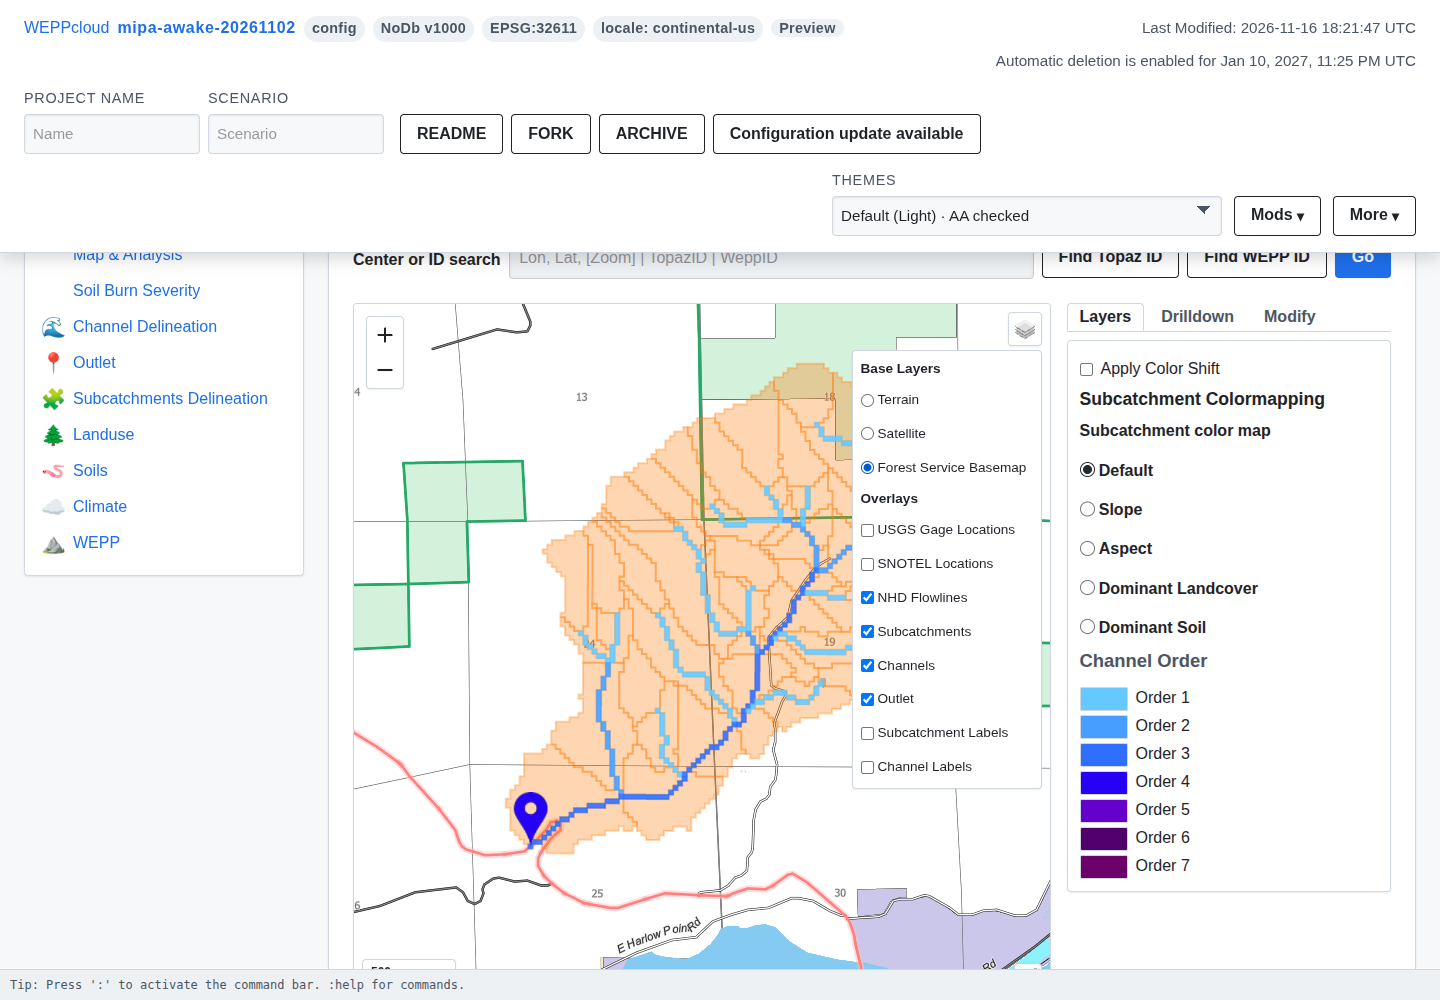 WEPPcloud mipa-awake-20261102 config NoDb v1000 EPSG:32611 locale: continental-us Preview
Last Modified: 2026-11-16 18:21:47 UTC
Automatic deletion is enabled for Jan 10, 2027, 11:25 PM UTC
PROJECT NAME SCENARIO
Name Scenario README FORK ARCHIVE Configuration update available
THEMES
Default (Light) · AA checked Mods ▾ More ▾
Map & Analysis
Soil Burn Severity
Channel Delineation
Outlet
Subcatchments Delineation
Landuse
Soils
Climate
WEPP
Center or ID search Lon, Lat, [Zoom] | TopazID | WeppID Find Topaz ID Find WEPP ID Go
+
−
4
13
18
24
19
25
30
6
E Harlow Point Rd
Rd
Base Layers
Terrain
Satellite
Forest Service Basemap
Overlays
USGS Gage Locations
SNOTEL Locations
NHD Flowlines
Subcatchments
Channels
Outlet
Subcatchment Labels
Channel Labels
Layers Drilldown Modify
Apply Color Shift
Subcatchment Colormapping
Subcatchment color map
Default
Slope
Aspect
Dominant Landcover
Dominant Soil
Channel Order
Order 1
Order 2
Order 3
Order 4
Order 5
Order 6
Order 7
Tip: Press ':' to activate the command bar. :help for commands.